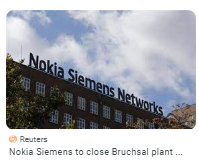 Nokia Siemens Networks
Reuters
Nokia Siemens to close Bruchsal plant ...